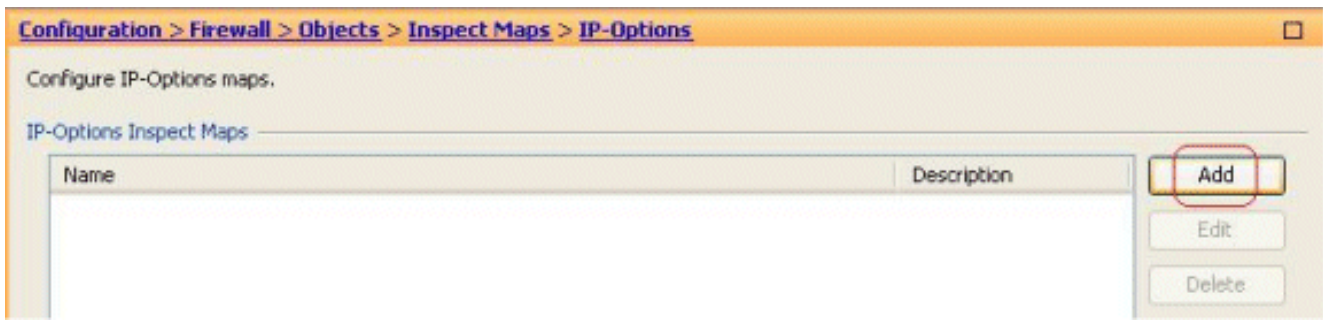 Configuration > Firewall > Objects > Inspect Maps > IP-Options
Configure IP-Options maps.
IP-Options Inspect Maps
Name Description
Add
Edit
Delete